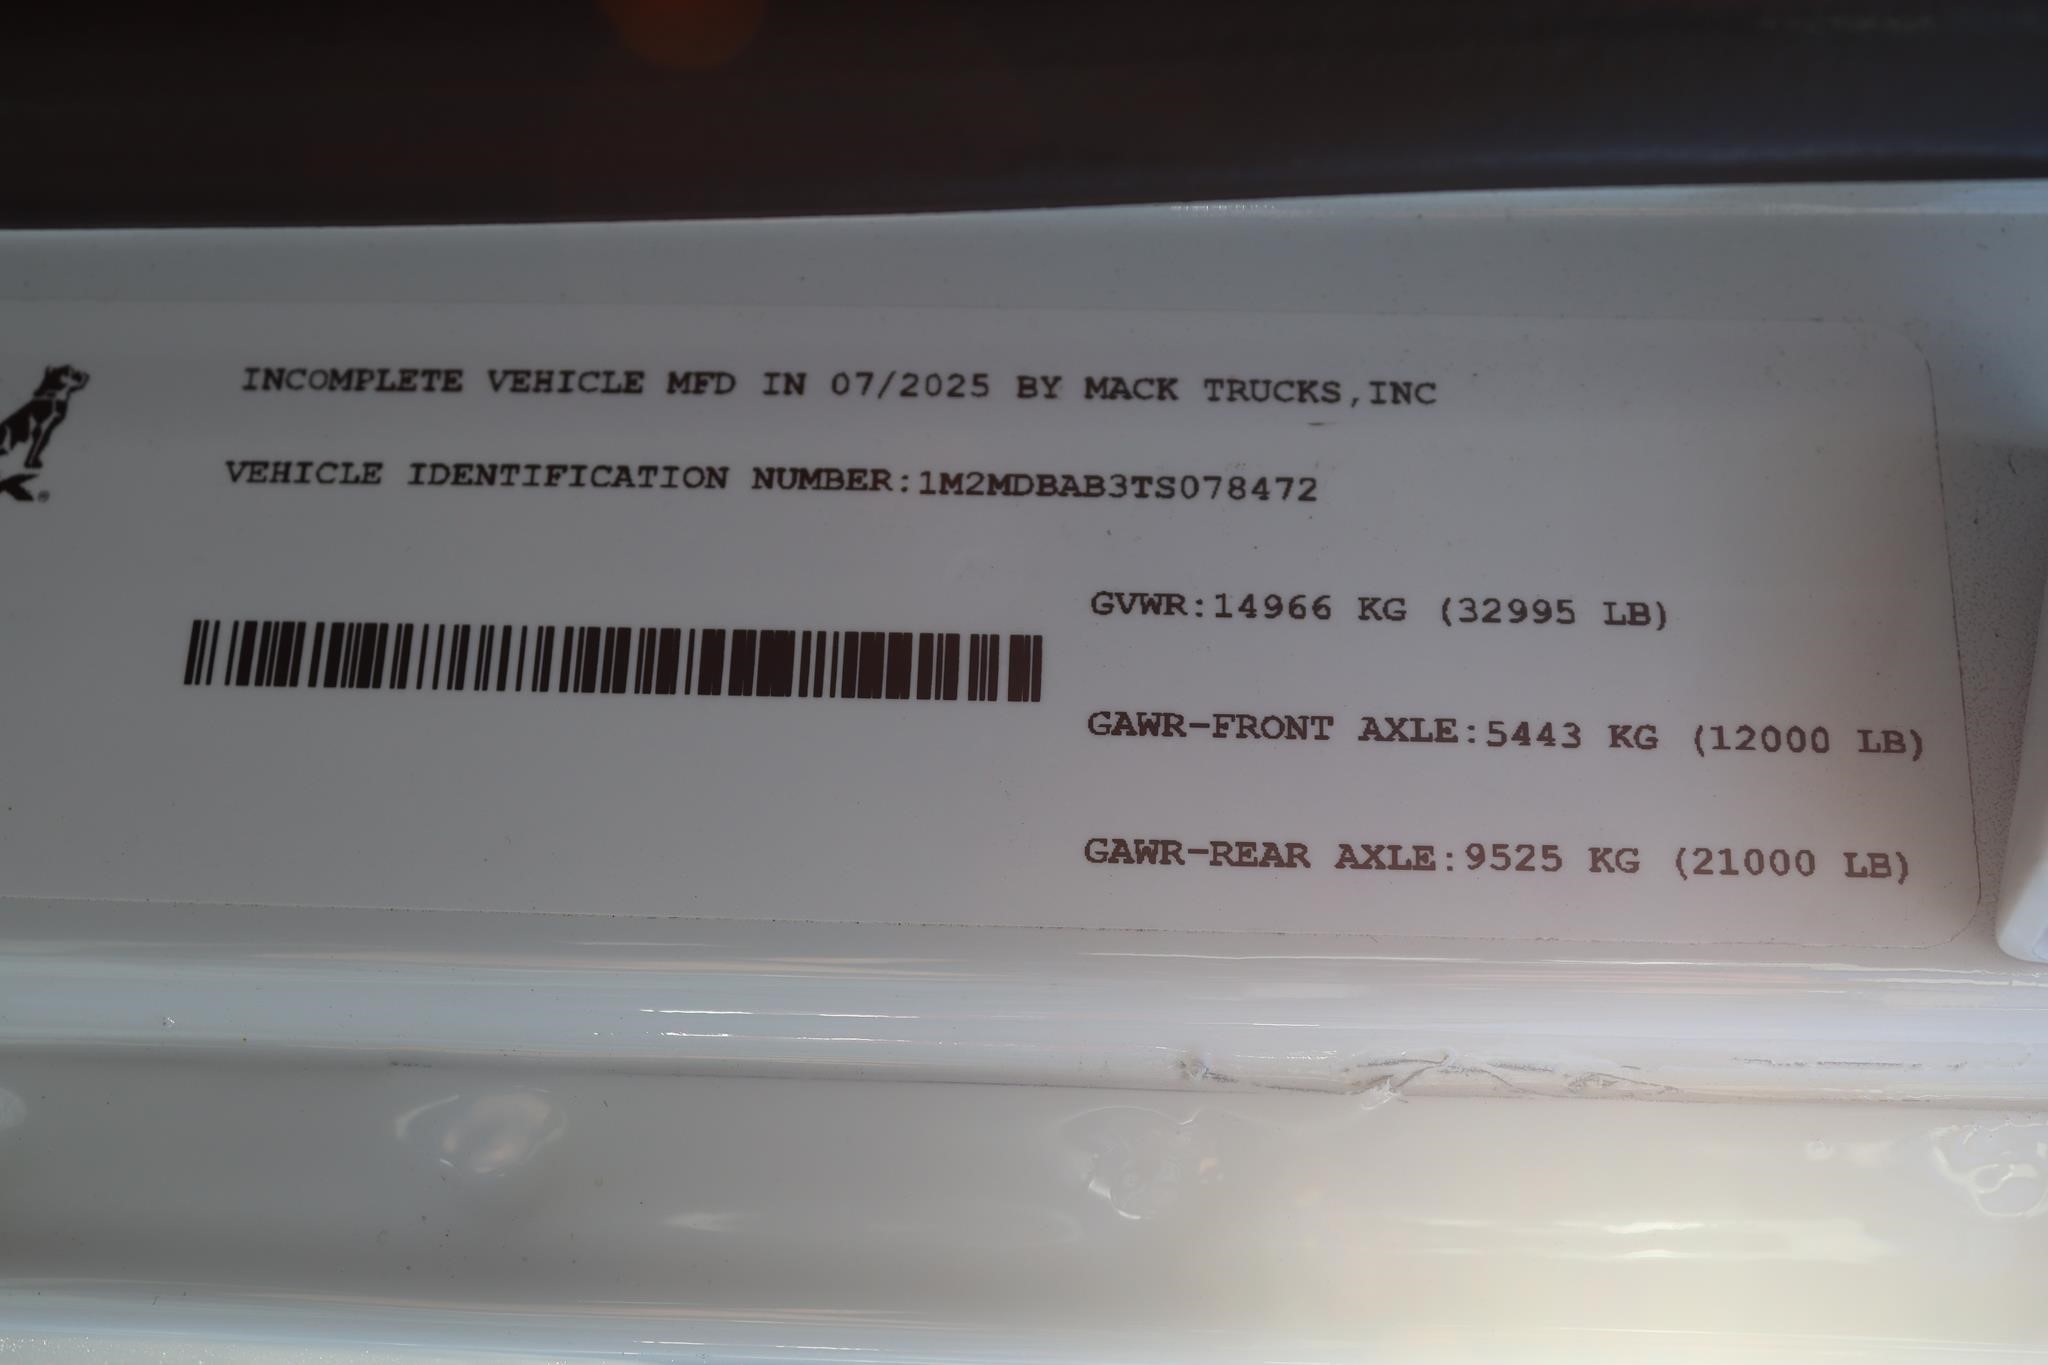 INCOMPLETE VEHICLE MFD IN 07/2025 BY MACK TRUCKS,INC
VEHICLE IDENTIFICATION NUMBER:1M2MDBAB3TS078472
GVWR:14966 KG (32995 LB)
GAWR-FRONT AXLE:5443 KG (12000 LB)
GAWR-REAR AXLE:9525 KG (21000 LB)